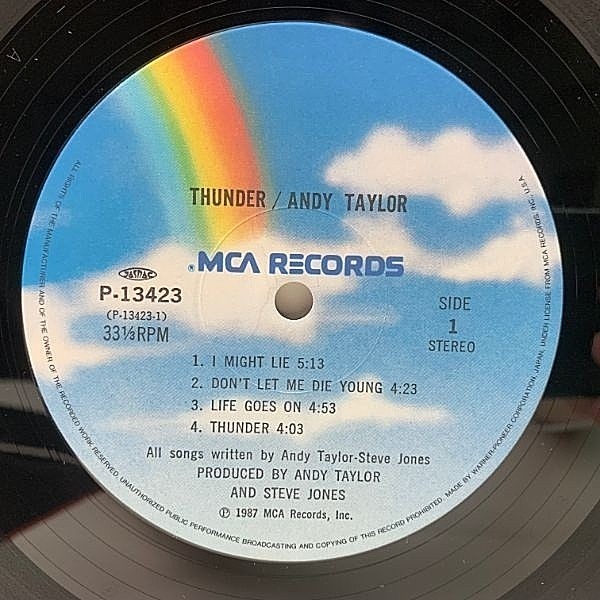 THUNDER / ANDY TAYLOR
® MCA RECORDS
JASRAC
P-13423
(P-13423-1)
33⅓RPM
SIDE
1
STEREO
1. I MIGHT LIE 5:13
2. DON'T LET ME DIE YOUNG 4:23
3. LIFE GOES ON 4:53
4. THUNDER 4:03
All songs written by Andy Taylor-Steve Jones
PRODUCED BY ANDY TAYLOR
AND STEVE JONES
Ⓟ 1987 MCA Records, Inc.
ALL RIGHTS OF THE MANUFACTURER AND OF THE OWNER OF THE RECORDED WORK RESERVED. UNAUTHORIZED PUBLIC PERFORMANCE BROADCASTING AND COPYING OF THIS RECORD PROHIBITED. MADE BY WARNER-PIONEER CORPORATION, JAPAN, UNDER LICENSE FROM MCA RECORDS, INC., U.S.A.